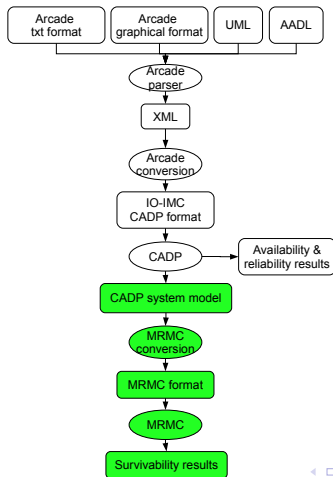 Arcade
txt format
Arcade
graphical format
UML
AADL
Arcade
parser
XML
Arcade
conversion
IO-IMC
CADP format
CADP
Availability &
reliability results
CADP system model
MRMC
conversion
MRMC format
MRMC
Survivability results